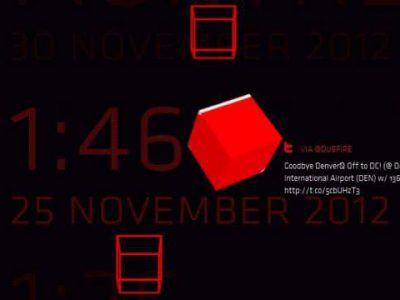 30 NOVEMBER 2012
1:46
VIA @DUBFIRE
Goodbye Denver! Off to DC! (@ D
International Airport (DEN) w/ 136
http://t.co/5cbUHzT3
25 NOVEMBER 2012